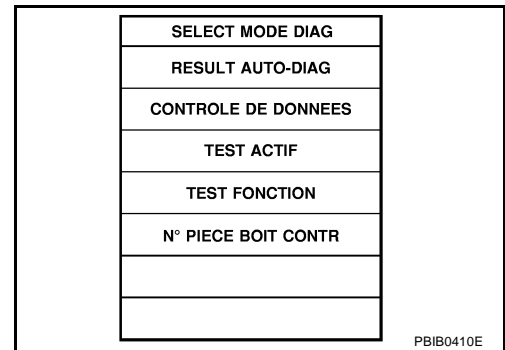 SELECT MODE DIAG
RESULT AUTO-DIAG
CONTROLE DE DONNEES
TEST ACTIF
TEST FONCTION
N° PIECE BOIT CONTR
PBIB0410E